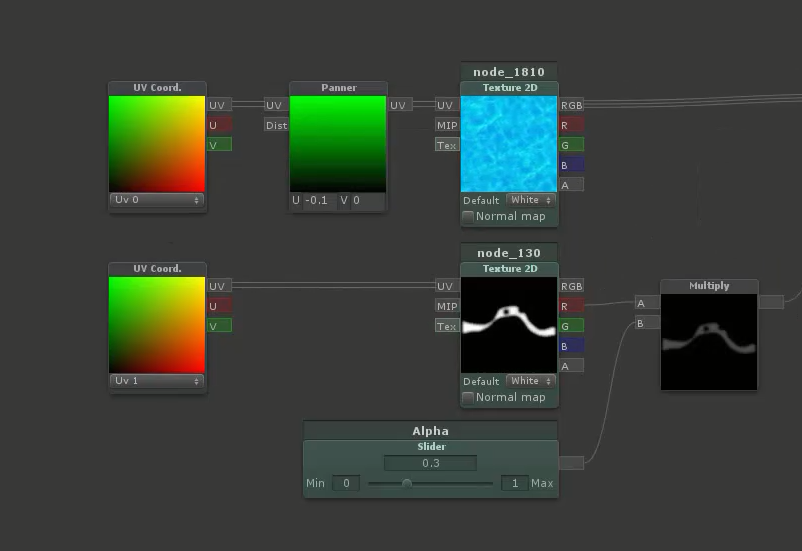 node_1810
UV Coord.
Panner
Texture 2D
UV
UV
UV
UV
RGB
U
Dist
MIP
R
V
Tex
G
B
A
Uv 0
U -0.1 V 0
Default White
Normal map
node_130
UV Coord.
Texture 2D
UV
UV
RGB
U
MIP
R
V
Tex
G
B
A
Uv 1
Default White
Normal map
Multiply
A
B
Alpha
Slider
0.3
Min 0 1 Max